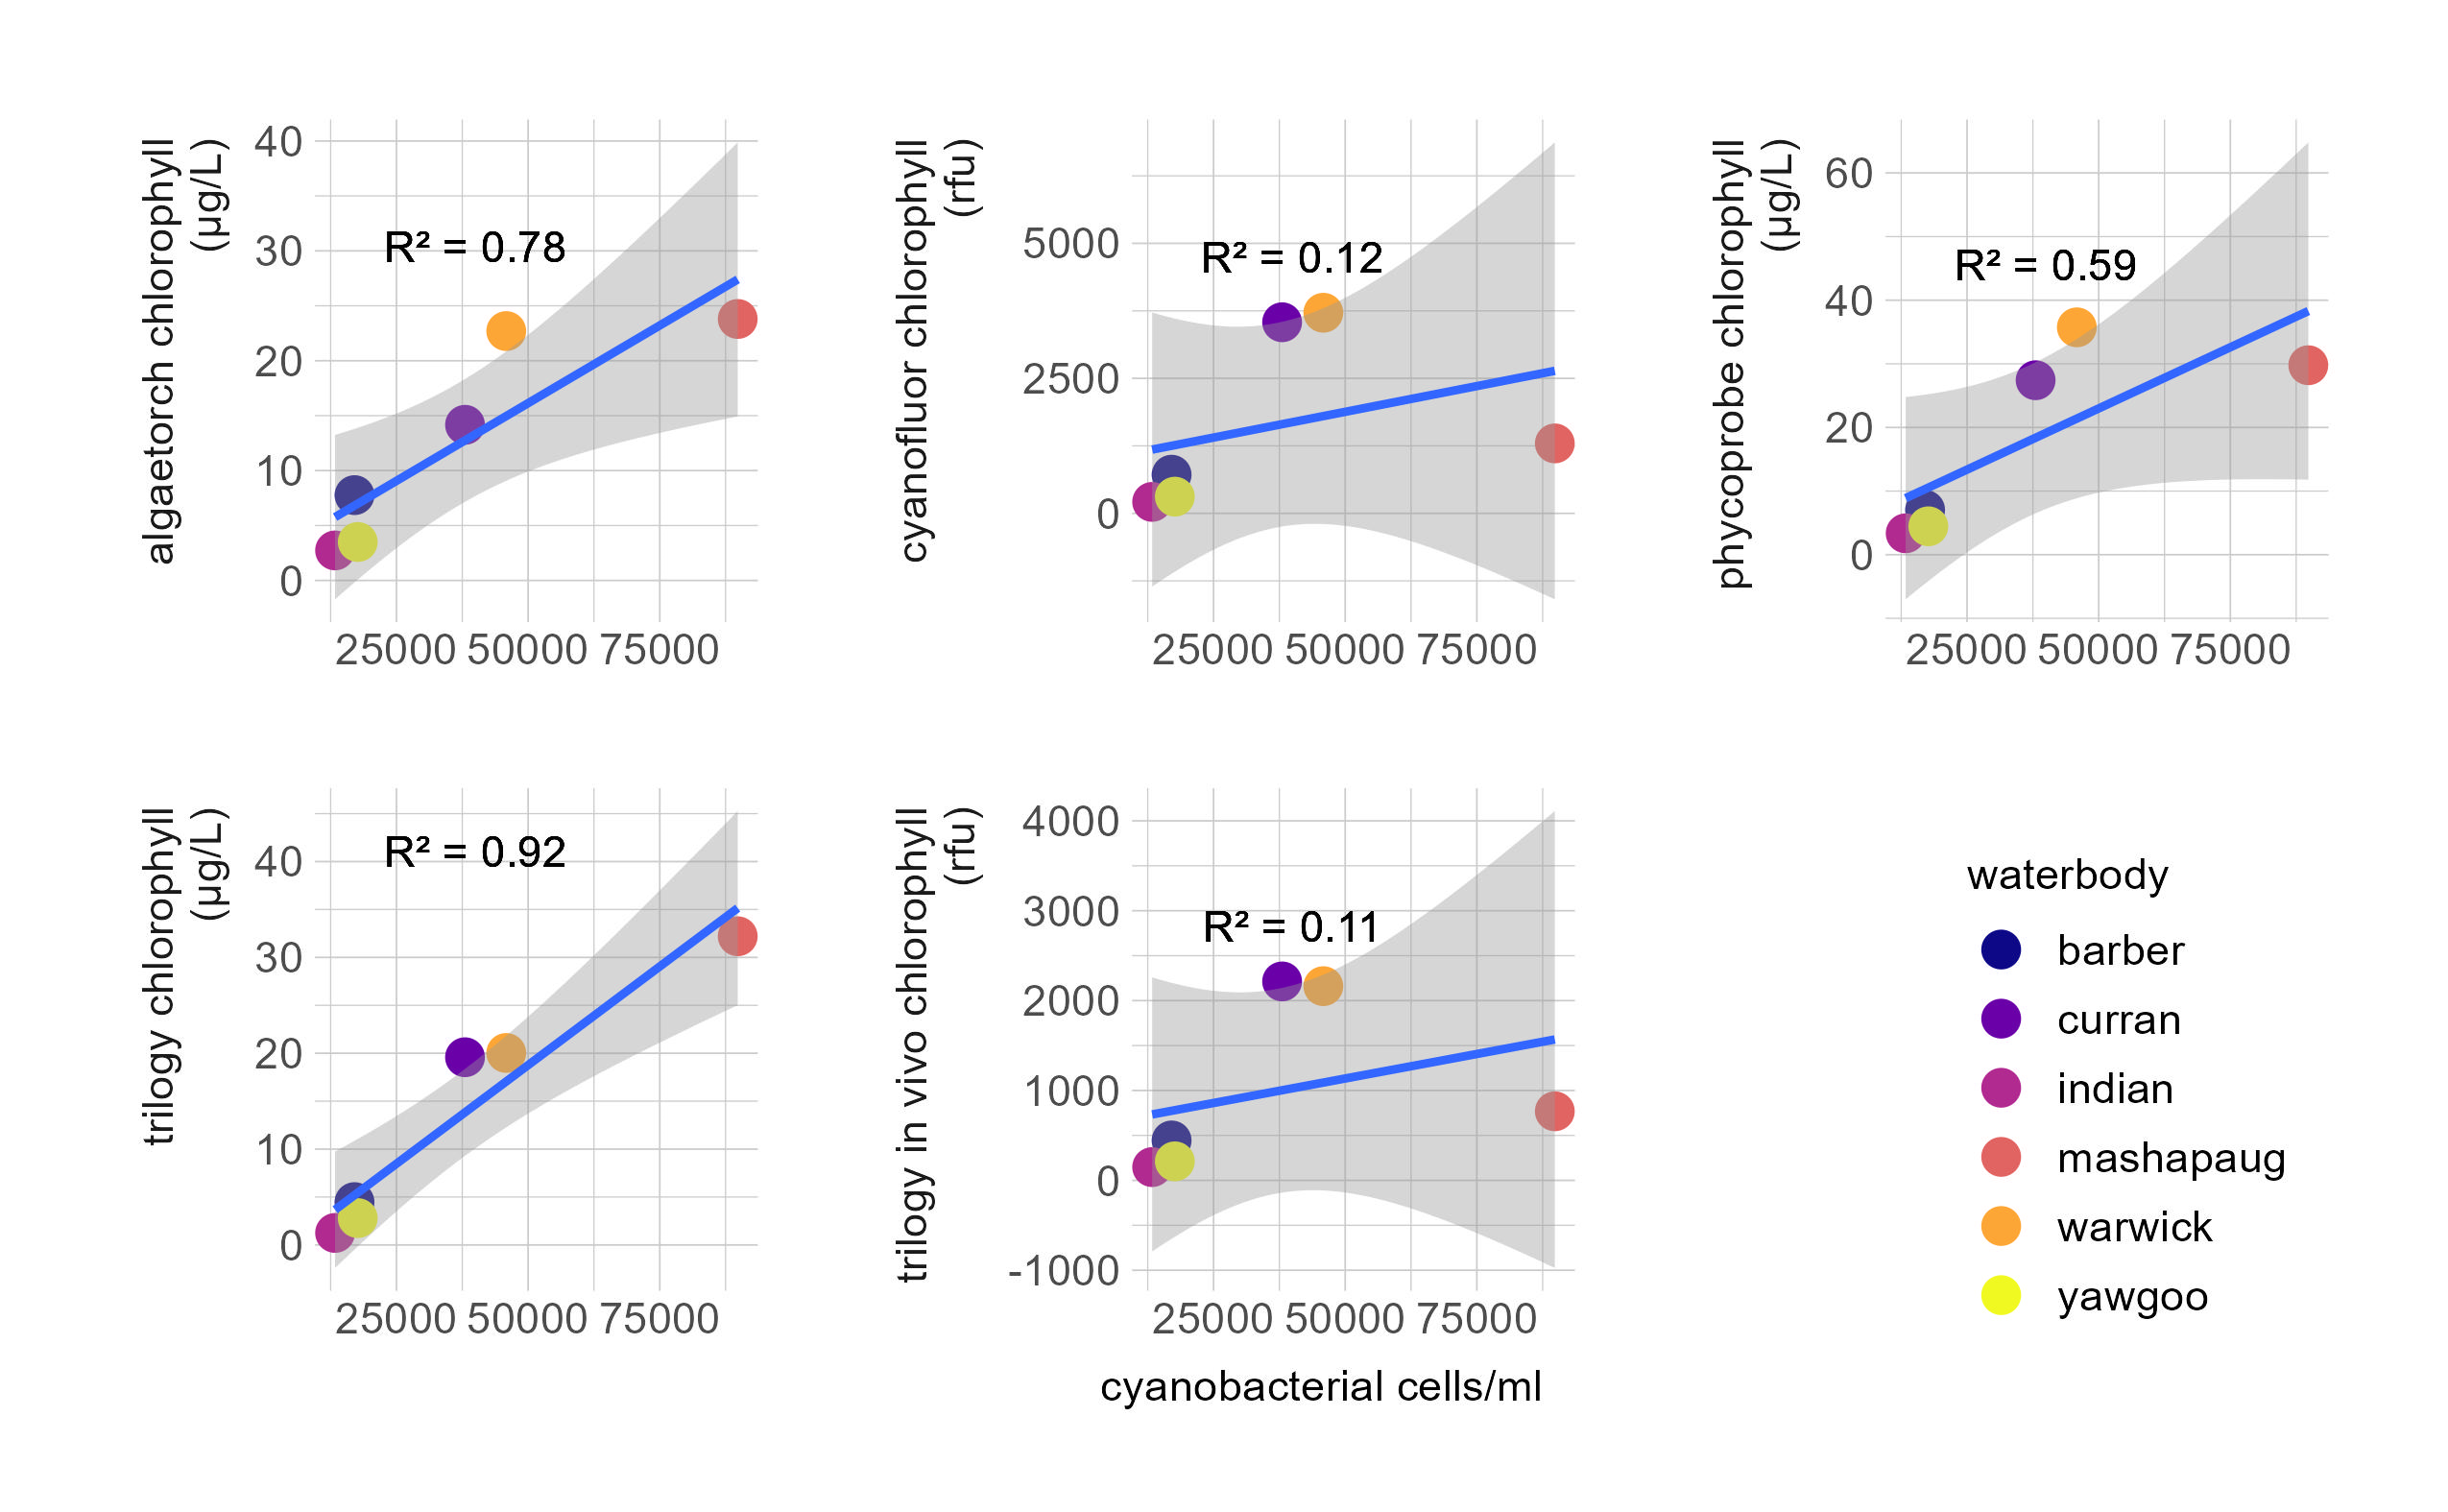 algaetorch chlorophyll
(µg/L)
40
30
20
10
0
R² = 0.78
25000 50000 75000
cyanofluor chlorophyll
(rfu)
5000
2500
0
R² = 0.12
25000 50000 75000
phycoprobe chlorophyll
(µg/L)
60
40
20
0
R² = 0.59
25000 50000 75000
trilogy chlorophyll
(µg/L)
40
30
20
10
0
R² = 0.92
25000 50000 75000
trilogy in vivo chlorophyll
(rfu)
4000
3000
2000
1000
0
-1000
R² = 0.11
25000 50000 75000
cyanobacterial cells/ml
waterbody
barber
curran
indian
mashapaug
warwick
yawgoo